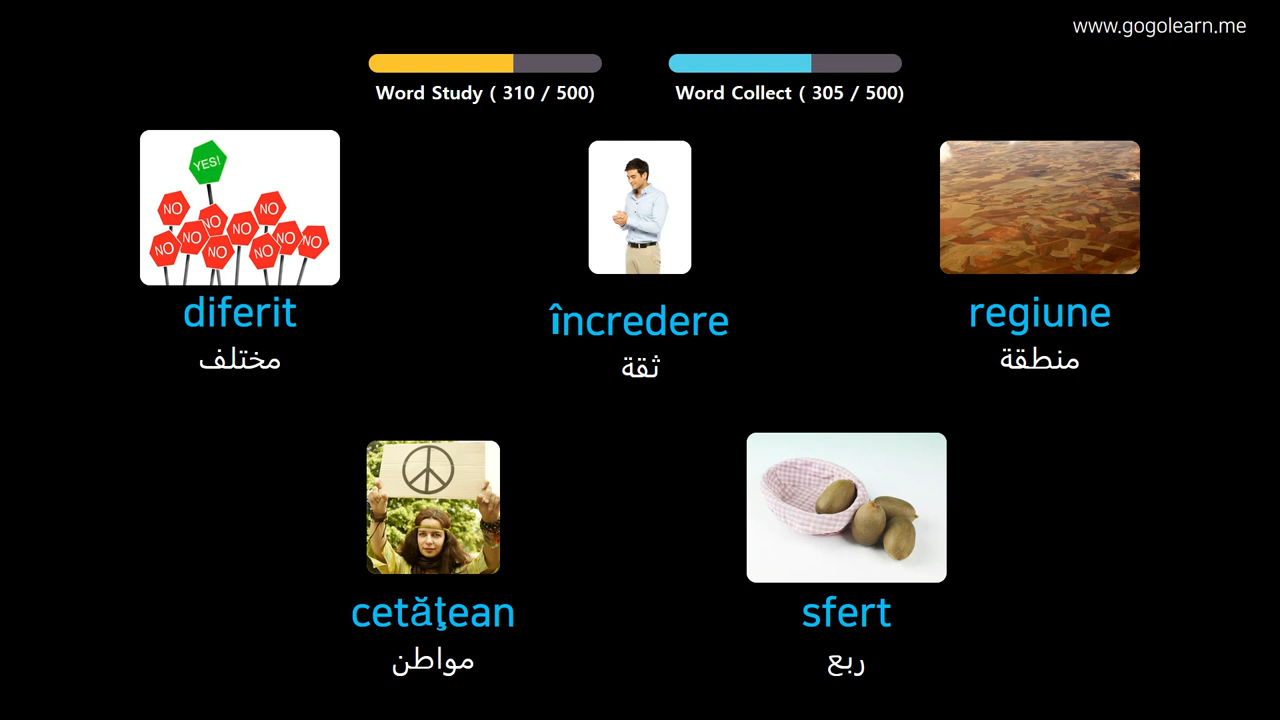 www.gogolearn.me
Word Study ( 310 / 500)
Word Collect ( 305 / 500)
YES!
NO
NO
NO
NO
NO
NO
NO
NO
NO
NO
diferit
مختلف
încredere
ثقة
regiune
منطقة
cetăţean
مواطن
sfert
ربع